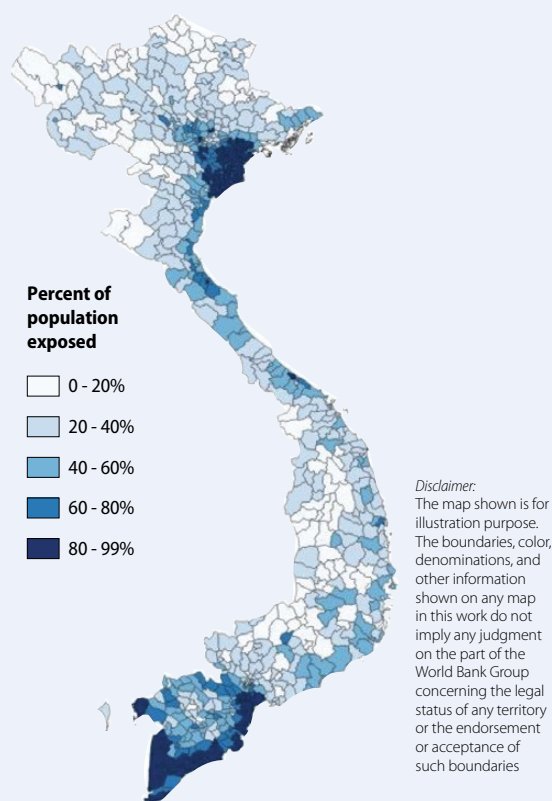 Percent of
population
exposed
0 - 20%
20 - 40%
40 - 60%
60 - 80%
80 - 99%
Disclaimer:
The map shown is for
illustration purpose.
The boundaries, color,
denominations, and
other information
shown on any map
in this work do not
imply any judgment
on the part of the
World Bank Group
concerning the legal
status of any territory
or the endorsement
or acceptance of
such boundaries